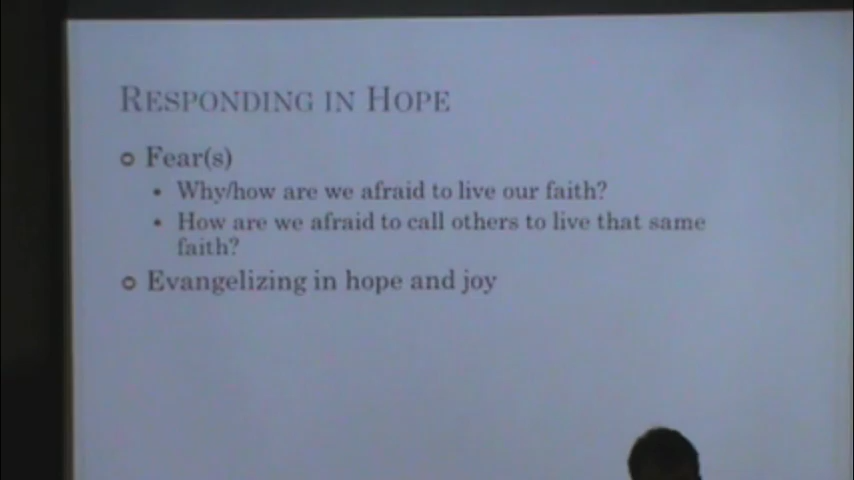 RESPONDING IN HOPE
Fear(s)
Why/how are we afraid to live our faith?
How are we afraid to call others to live that same
faith?
Evangelizing in hope and joy